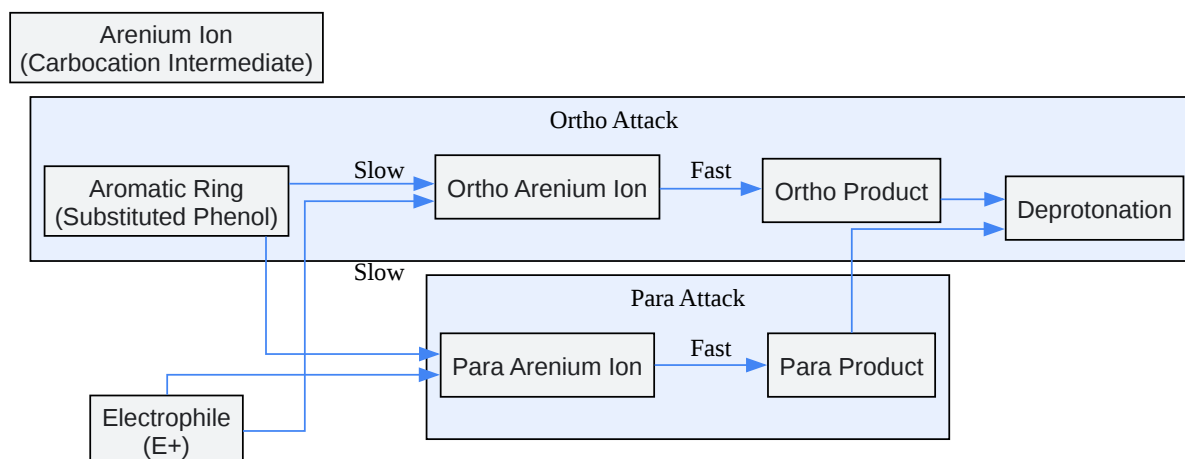 Arenium Ion
(Carbocation Intermediate)
Ortho Attack
Aromatic Ring
(Substituted Phenol)
Slow
Ortho Arenium Ion
Fast
Ortho Product
Deprotonation
Slow
Para Attack
Para Arenium Ion
Fast
Para Product
Electrophile
(E+)